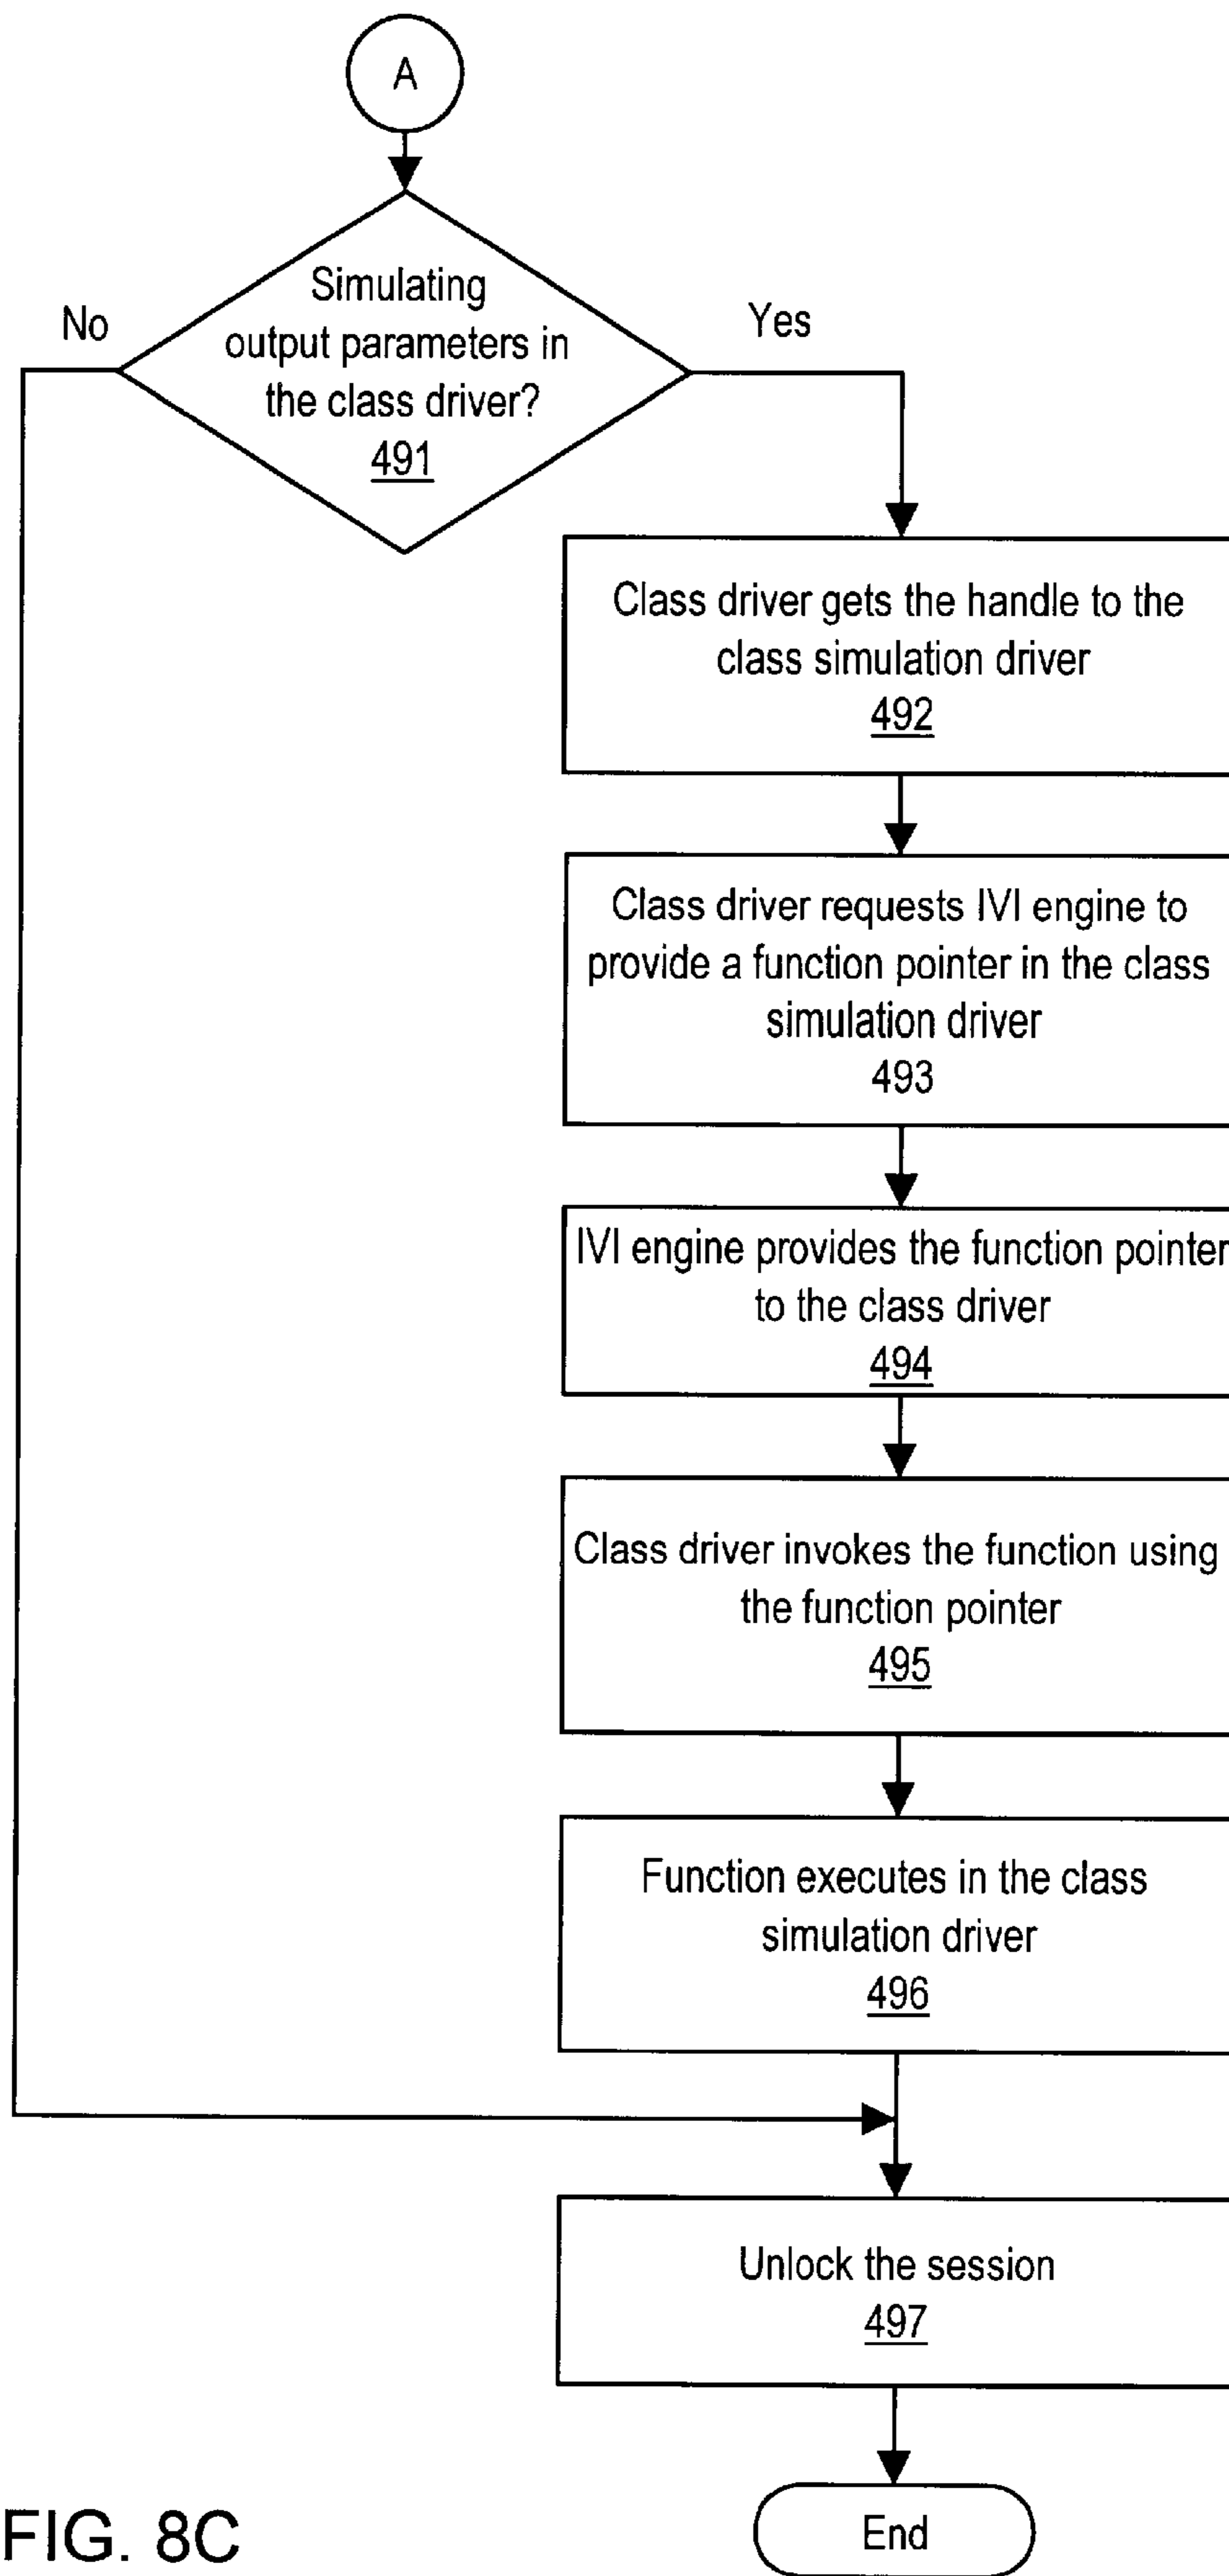 A
Simulating
output parameters in
the class driver?
491
No
Yes
Class driver gets the handle to the
class simulation driver
492
Class driver requests IVI engine to
provide a function pointer in the class
simulation driver
493
IVI engine provides the function pointer
to the class driver
494
Class driver invokes the function using
the function pointer
495
Function executes in the class
simulation driver
496
Unlock the session
497
End
FIG. 8C